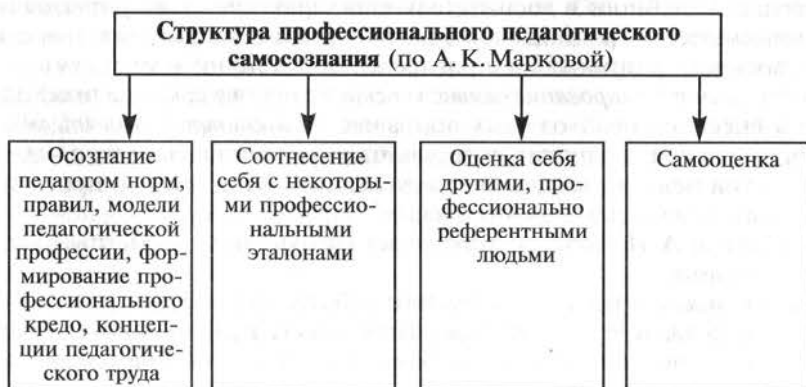 Структура профессионального педагогического
самосознания (по А. К. Марковой)
Осознание
педагогом норм,
правил, модели
педагогической
профессии, фор-
мирование про-
фессионального
кредо, концеп-
ции педагогиче-
ского труда
Соотнесение
себя с некоторы-
ми профессио-
нальными
эталонами
Оценка себя
другими, про-
фессионально
референтными
людьми
Самооценка